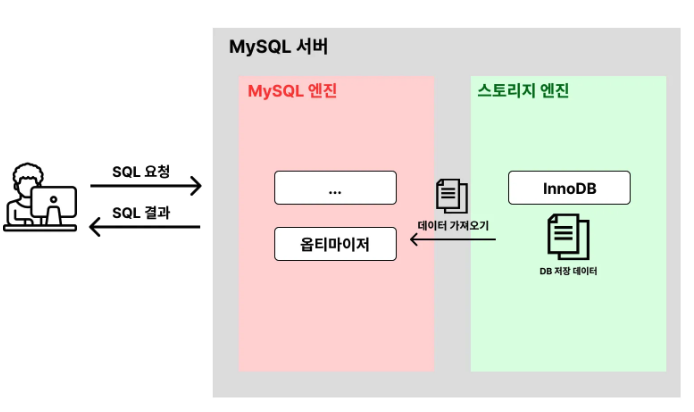 MySQL 서버
MySQL 엔진
스토리지 엔진
SQL 요청
SQL 결과
...
옵티마이저
데이터 가져오기
InnoDB
DB 저장 데이터